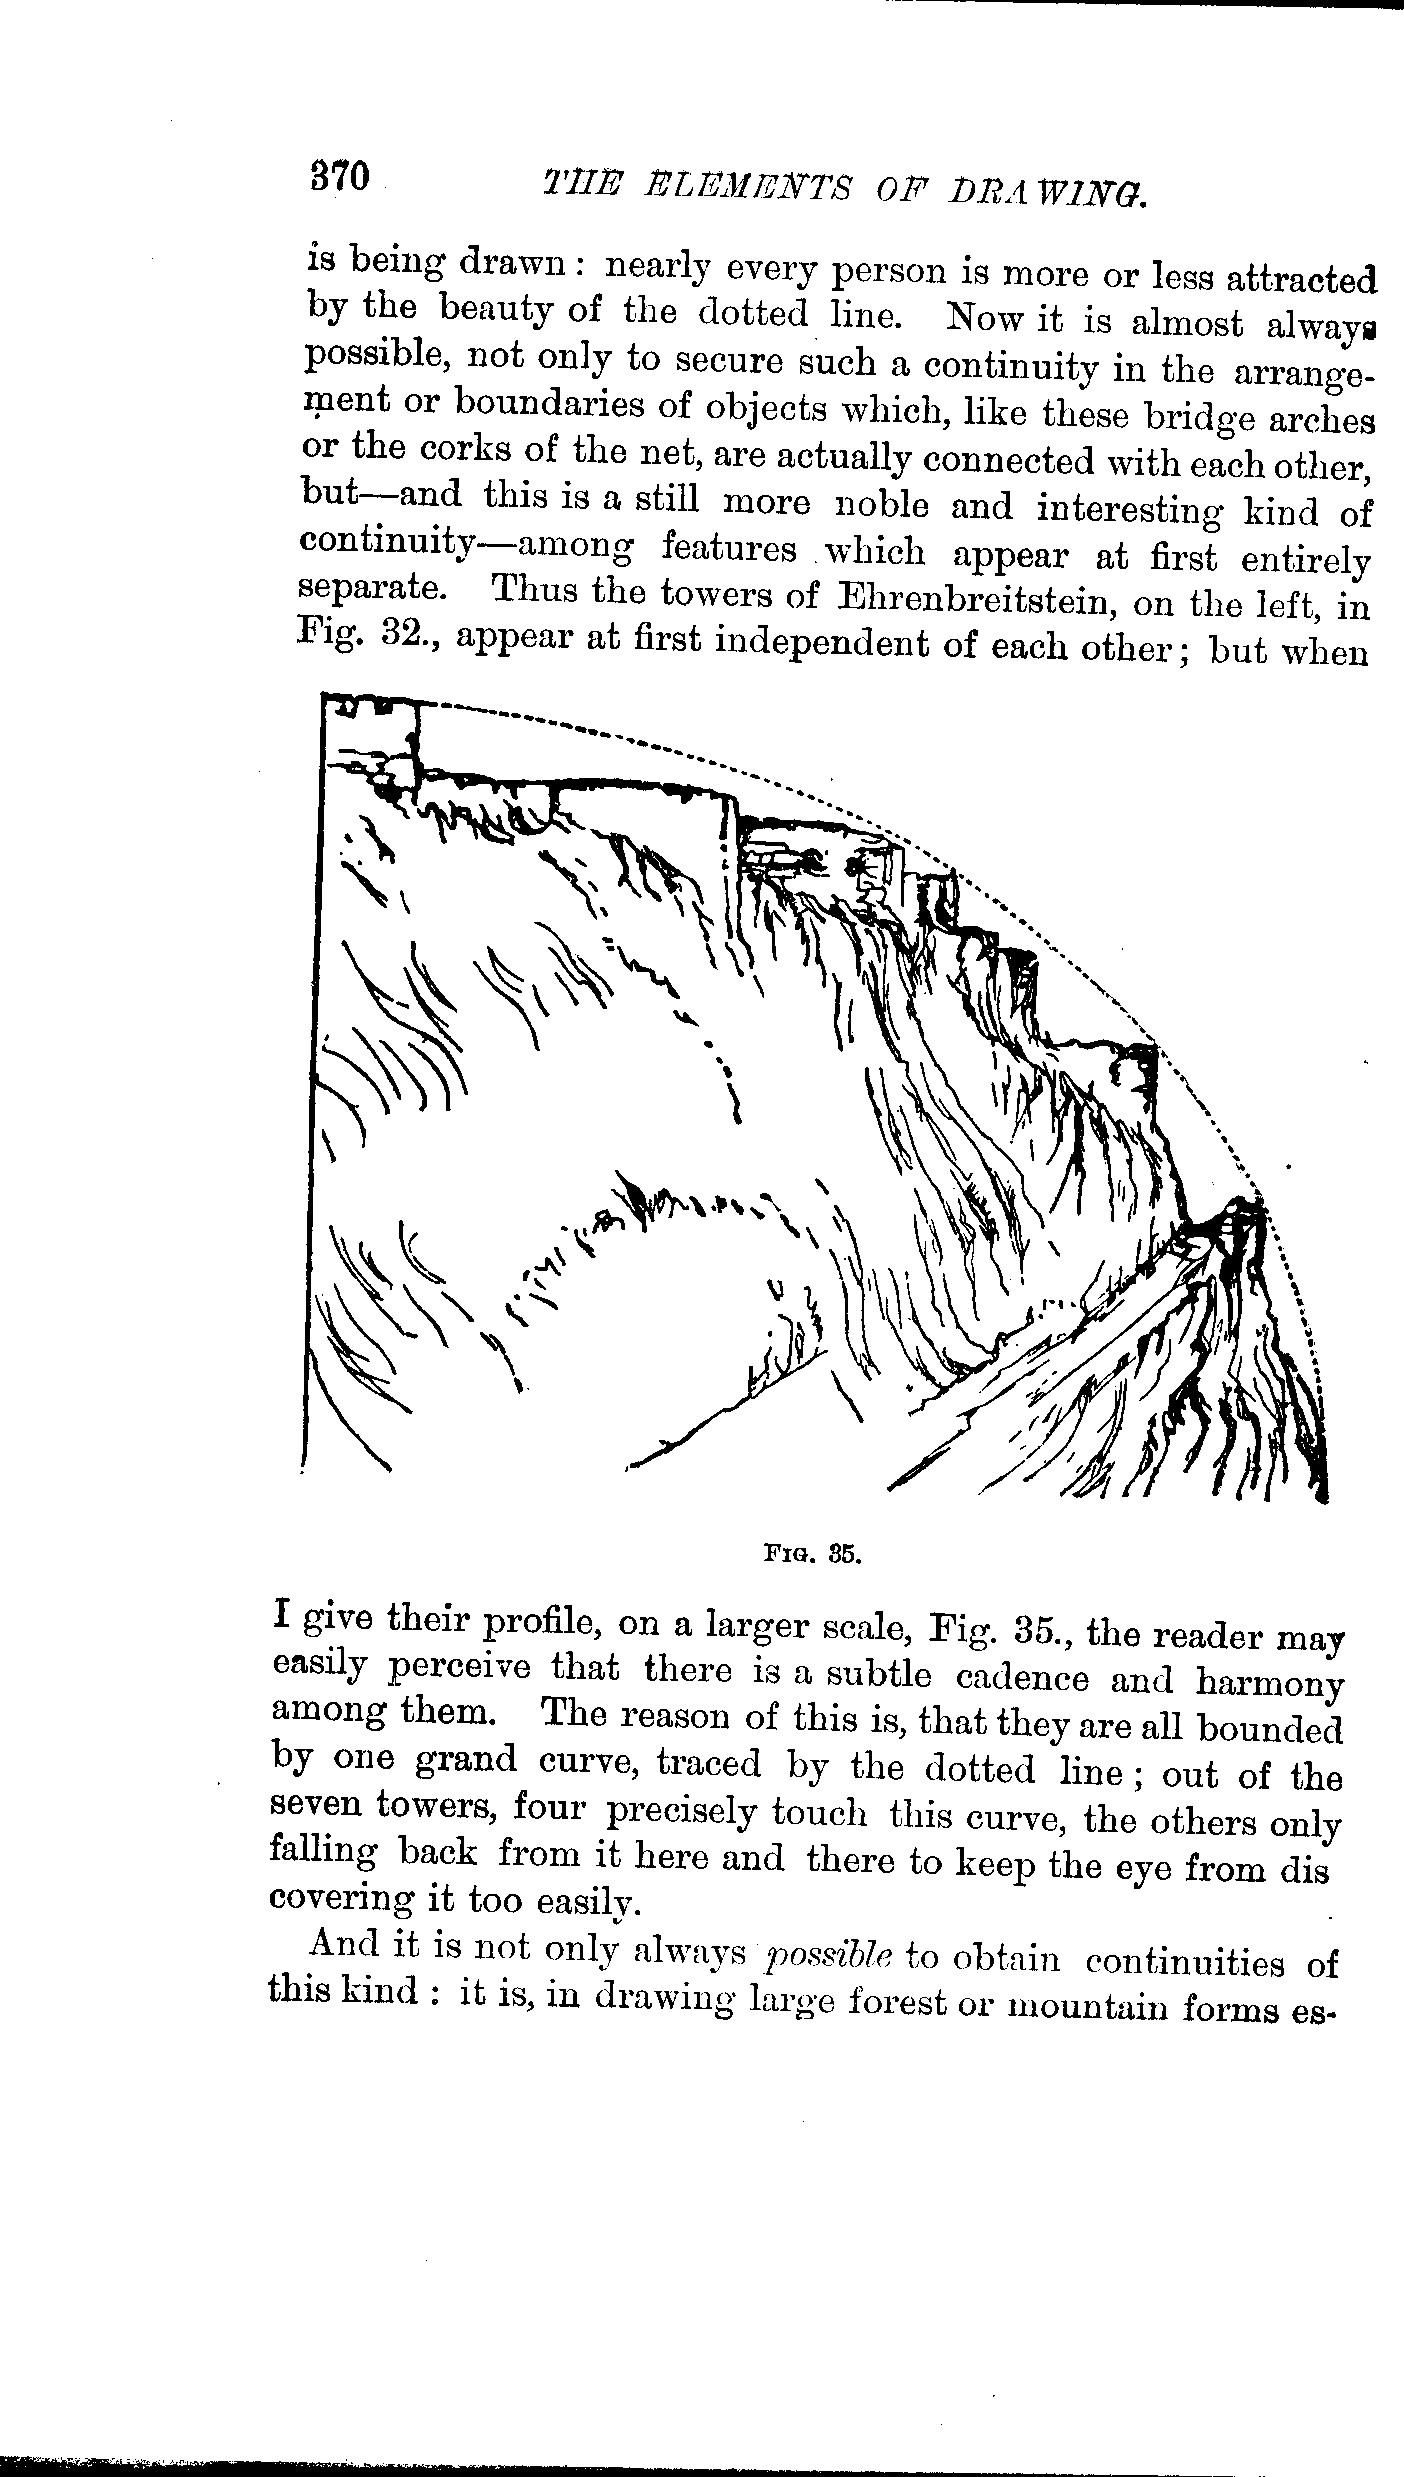 370 THE ELEMENTS OF DRAWING.
is being drawn: nearly every person is more or less attracted
by the beauty of the dotted line. Now it is almost always
possible, not only to secure such a continuity in the arrange-
ment or boundaries of objects which, like these bridge arches
or the corks of the net, are actually connected with each other,
but—and this is a still more noble and interesting kind of
continuity—among features which appear at first entirely
separate. Thus the towers of Ehrenbreitstein, on the left, in
Fig. 32., appear at first independent of each other; but when
FIG. 35.
I give their profile, on a larger scale, Fig. 35., the reader may
easily perceive that there is a subtle cadence and harmony
among them. The reason of this is, that they are all bounded
by one grand curve, traced by the dotted line; out of the
seven towers, four precisely touch this curve, the others only
falling back from it here and there to keep the eye from dis
covering it too easily.
And it is not only always possible to obtain continuities of
this kind: it is, in drawing large forest or mountain forms es-